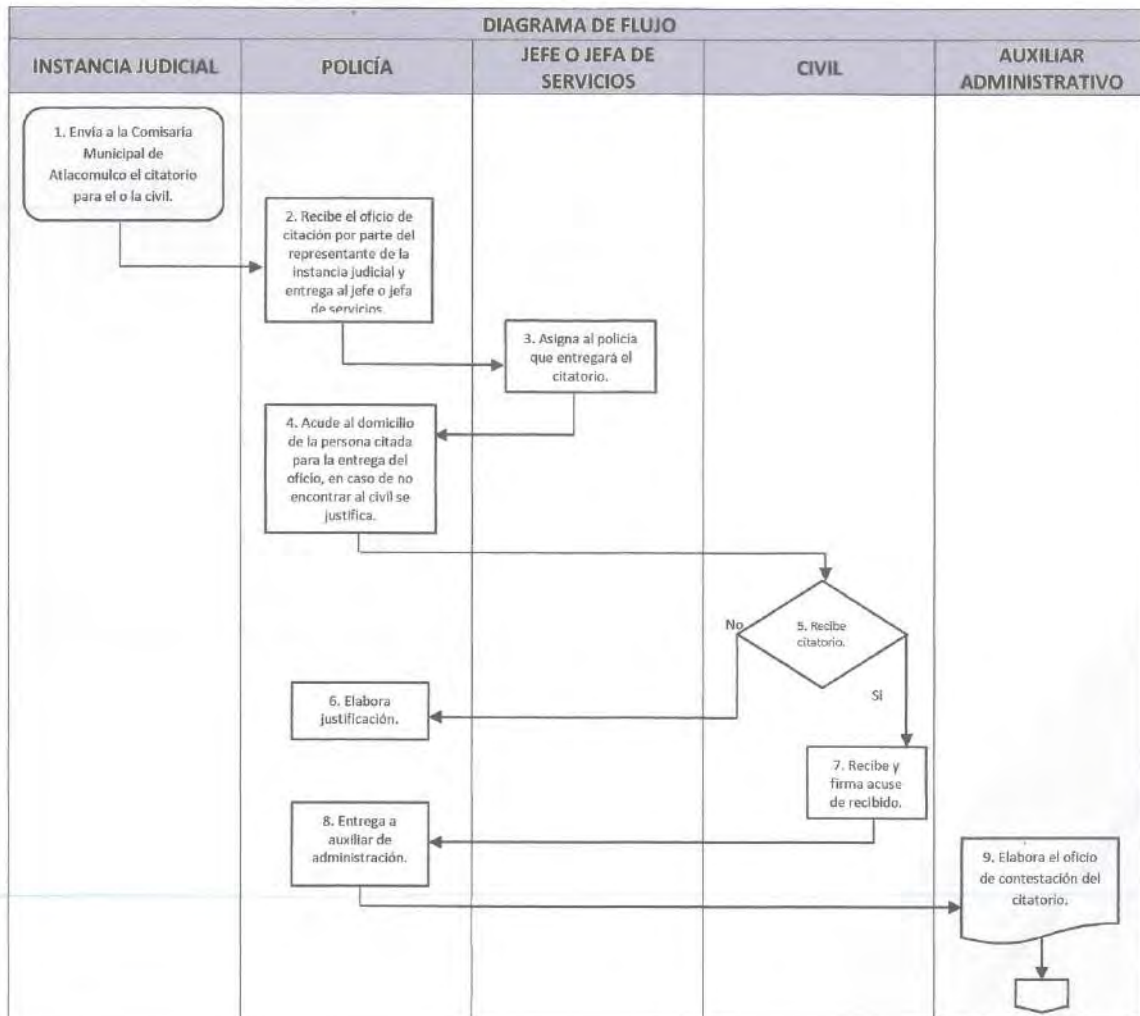 DIAGRAMA DE FLUJO
INSTANCIA JUDICIAL
POLICÍA
JEFE O JEFA DE
SERVICIOS
CIVIL
AUXILIAR
ADMINISTRATIVO
1. Envía a la Comisaría
Municipal de
Atlacomulco el citatorio
para el o la civil.
2. Recibe el oficio de
citación por parte del
representante de la
instancia judicial y
entrega al jefe o jefa
de servicios.
3. Asigna al policía
que entregará el
citatorio.
4. Acude al domicilio
de la persona citada
para la entrega del
oficio, en caso de no
encontrar al civil se
justifica.
5. Recibe
citatorio.
No
Si
6. Elabora
justificación.
7. Recibe y
firma acuse
de recibido.
8. Entrega a
auxiliar de
administración.
9. Elabora el oficio
de contestación del
citatorio.